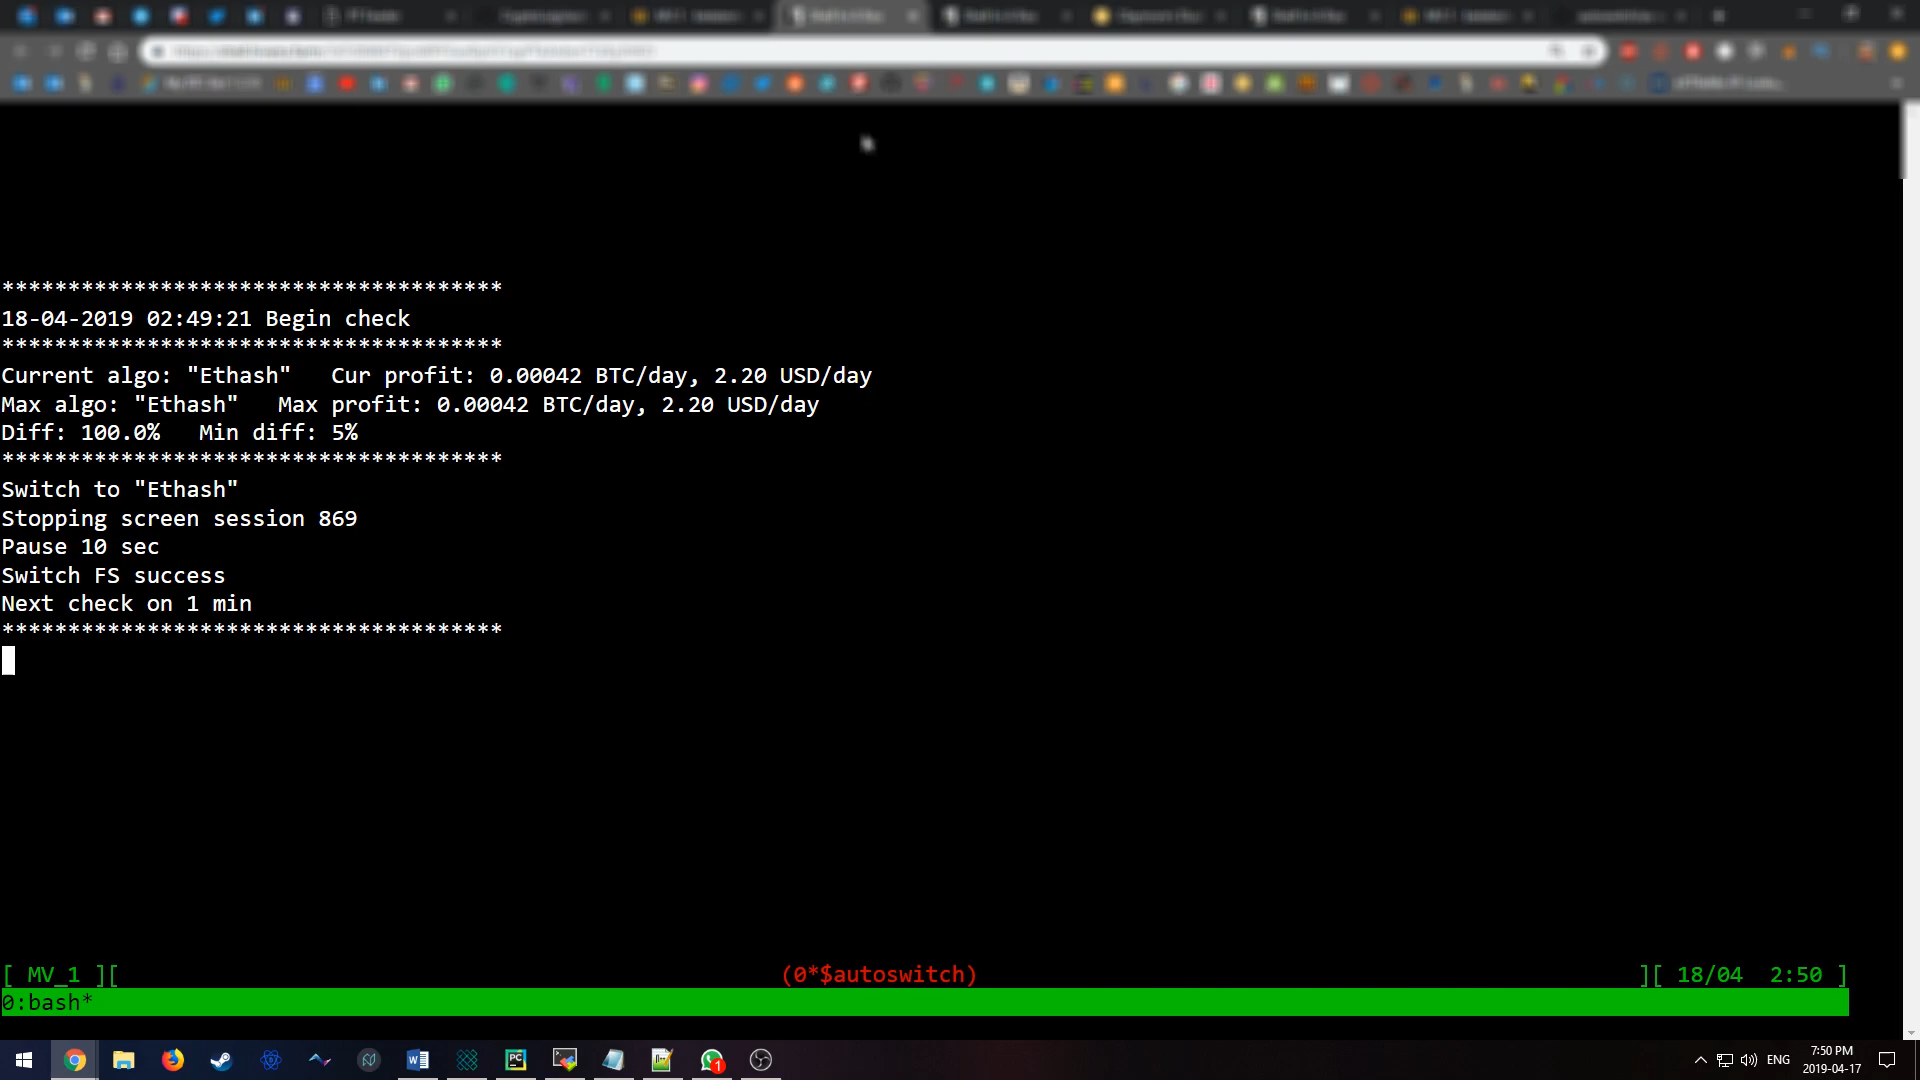 **************************************
18-04-2019 02:49:21 Begin check
**************************************
Current algo: "Ethash"   Cur profit: 0.00042 BTC/day, 2.20 USD/day
Max algo: "Ethash"   Max profit: 0.00042 BTC/day, 2.20 USD/day
Diff: 100.0%   Min diff: 5%
**************************************
Switch to "Ethash"
Stopping screen session 869
Pause 10 sec
Switch FS success
Next check on 1 min
**************************************
[ MV_1 ][ (0*$autoswitch) ][ 18/04  2:50 ]
0:bash*
ENG
7:50 PM
2019-04-17
1